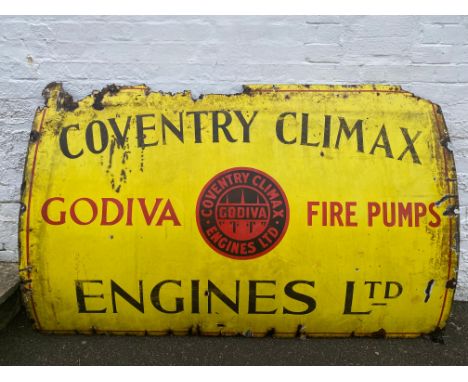 COVENTRY CLIMAX
GODIVA
COVENTRY CLIMAX
GODIVA
ENGINES LTD
FIRE PUMPS
ENGINES LTD